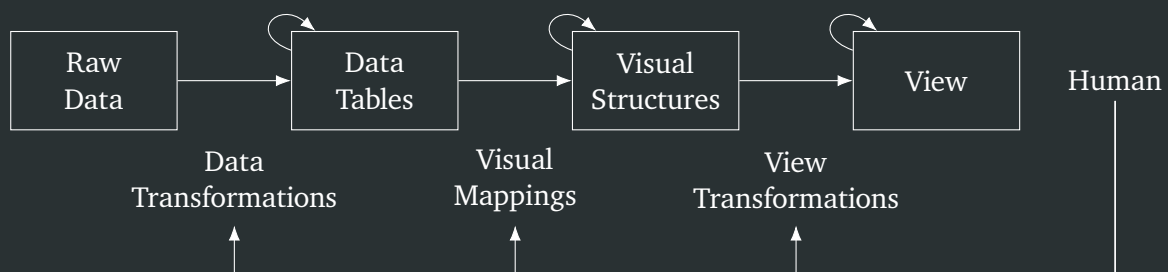 Raw
Data
Data
Tables
Visual
Structures
View
Human
Data
Transformations
Visual
Mappings
View
Transformations